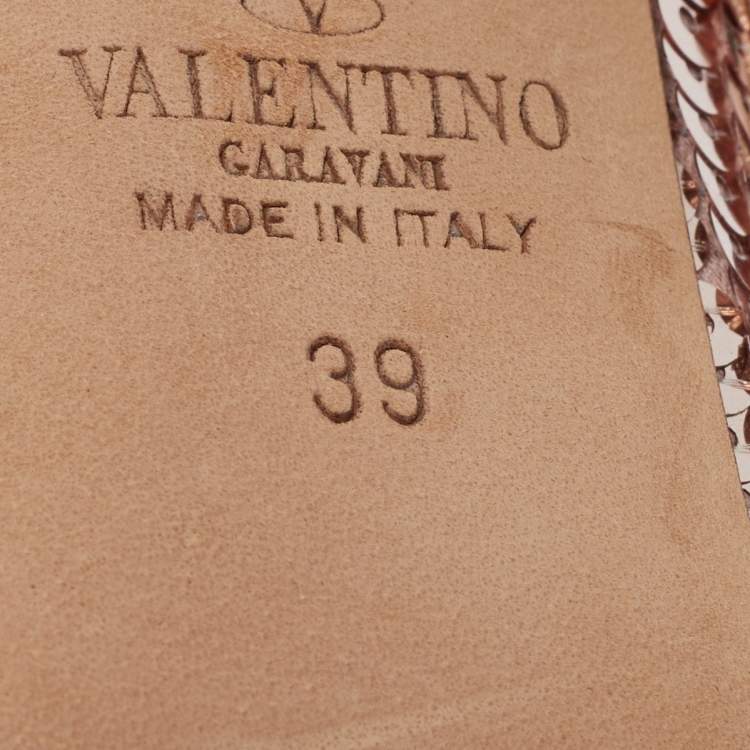 V
VALENTINO
GARAVANI
MADE IN ITALY
39